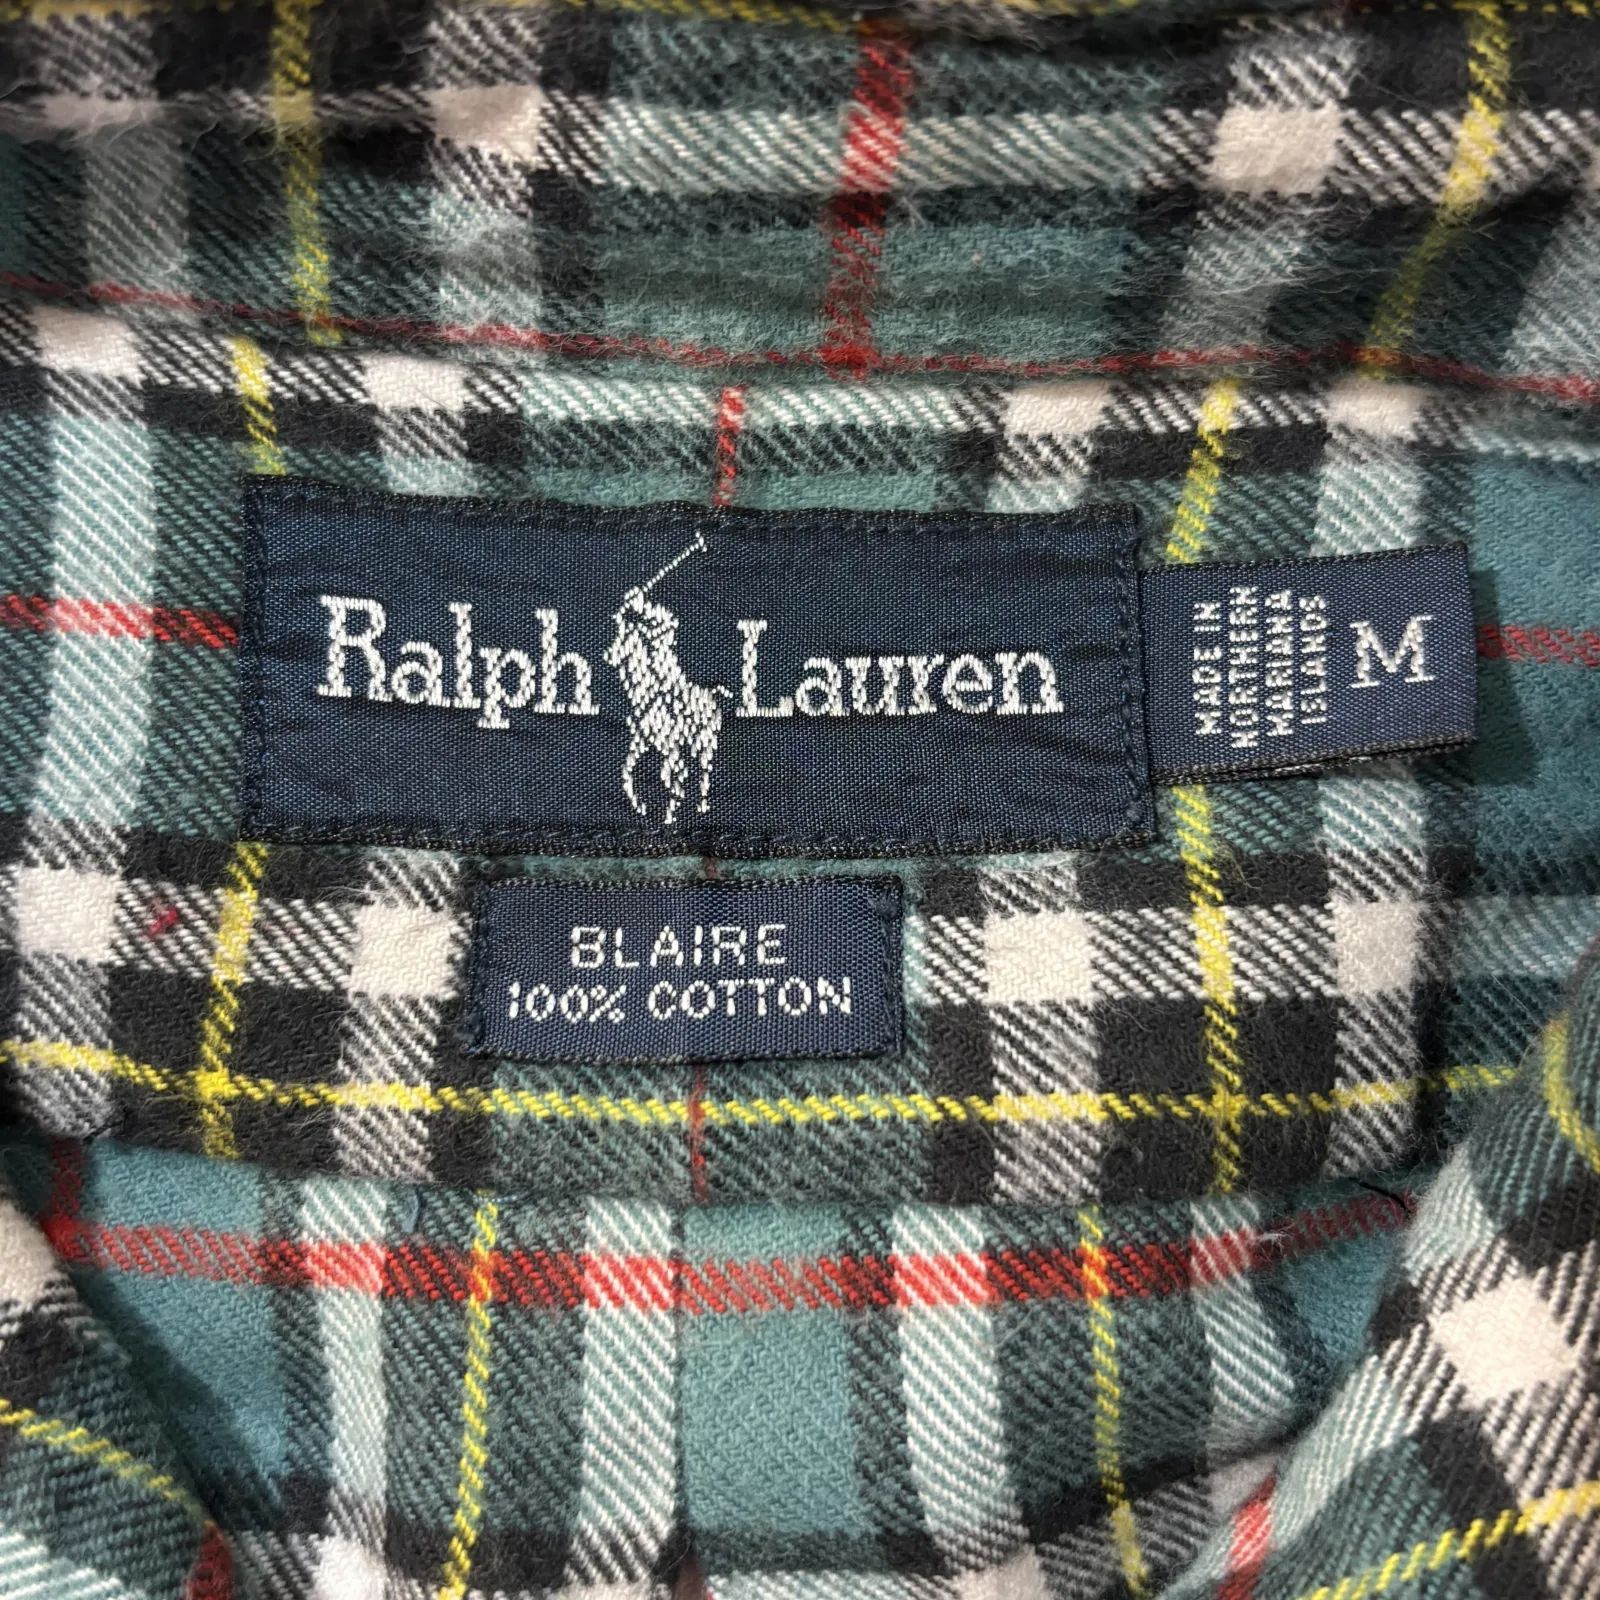 Ralph Lauren
MADE IN
NORTHERN
MARIANA
ISLANDS
M
BLAIRE
100% COTTON